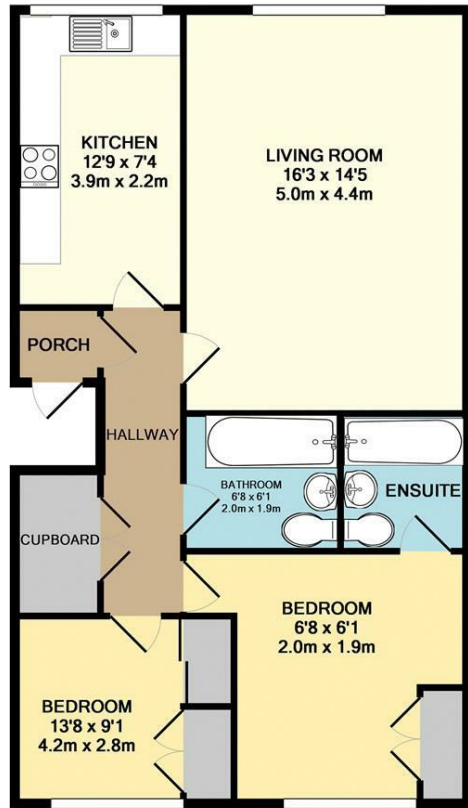 KITCHEN
12'9 x 7'4
3.9m x 2.2m
LIVING ROOM
16'3 x 14'5
5.0m x 4.4m
PORCH
HALLWAY
BATHROOM
6'8 x 6'1
2.0m x 1.9m
ENSUITE
CUPBOARD
BEDROOM
6'8 x 6'1
2.0m x 1.9m
BEDROOM
13'8 x 9'1
4.2m x 2.8m